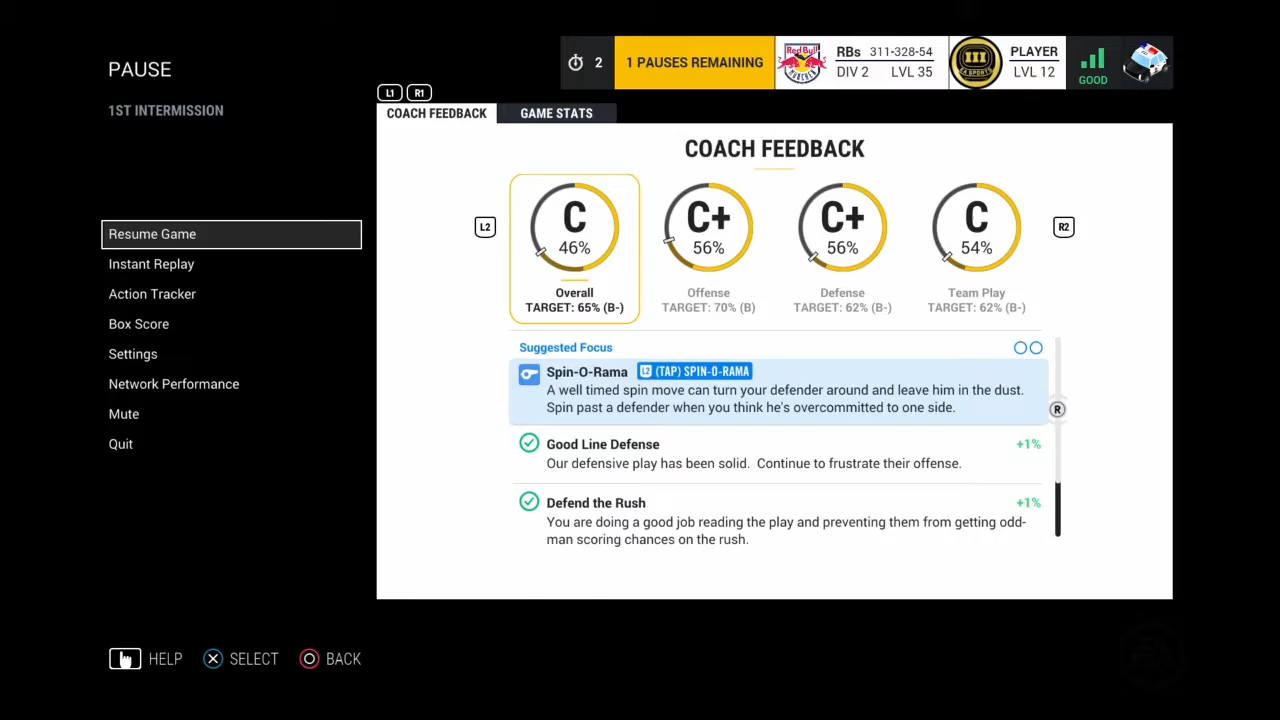 PAUSE
1ST INTERMISSION
2
1 PAUSES REMAINING
Red Bull
MÜNCHEN
RBs 311-328-54
DIV 2 LVL 35
III
EA SPORTS
PLAYER
LVL 12
GOOD
L1 R1
COACH FEEDBACK GAME STATS
COACH FEEDBACK
L2
C
46%
Overall
TARGET: 65% (B-)
C+
56%
Offense
TARGET: 70% (B)
C+
56%
Defense
TARGET: 62% (B-)
C
54%
Team Play
TARGET: 62% (B-)
R2
Resume Game
Instant Replay
Action Tracker
Box Score
Settings
Network Performance
Mute
Quit
Suggested Focus
Spin-O-Rama L2 (TAP) SPIN-O-RAMA
A well timed spin move can turn your defender around and leave him in the dust.
Spin past a defender when you think he's overcommitted to one side.
R
Good Line Defense +1%
Our defensive play has been solid. Continue to frustrate their offense.
Defend the Rush +1%
You are doing a good job reading the play and preventing them from getting odd-
man scoring chances on the rush.
HELP SELECT BACK